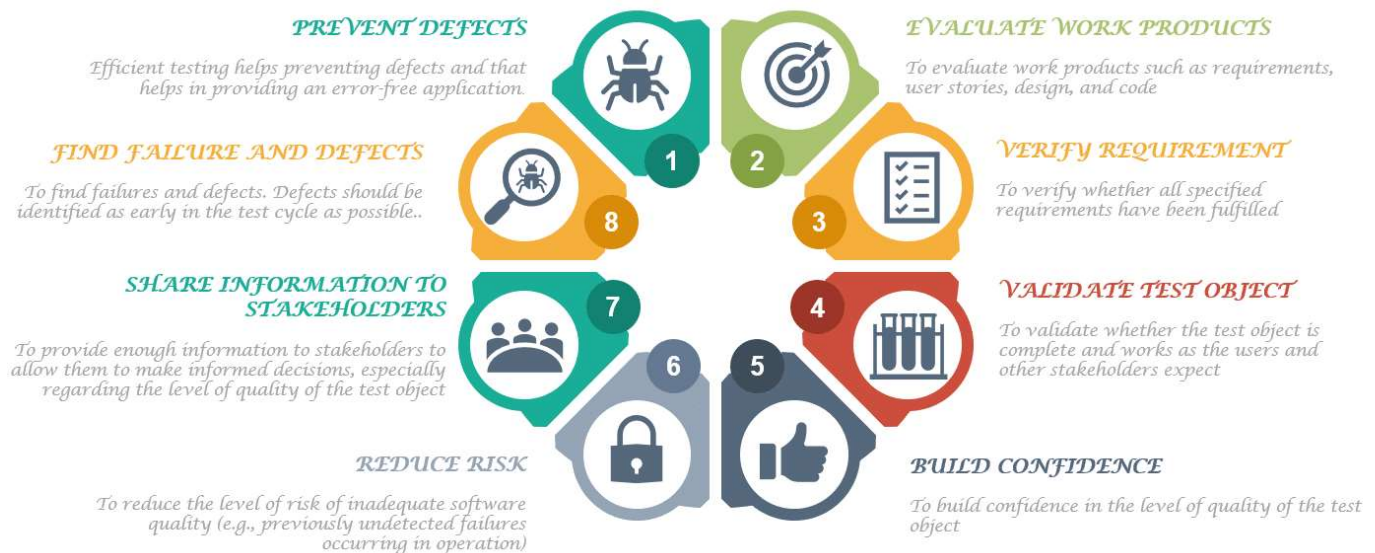 PREVENT DEFECTS
Efficient testing helps preventing defects and that
helps in providing an error-free application.
1
EVALUATE WORK PRODUCTS
To evaluate work products such as requirements,
user stories, design, and code
2
VERIFY REQUIREMENT
To verify whether all specified
requirements have been fulfilled
3
VALIDATE TEST OBJECT
To validate whether the test object is
complete and works as the users and
other stakeholders expect
4
BUILD CONFIDENCE
To build confidence in the level of quality of the test
object
5
REDUCE RISK
To reduce the level of risk of inadequate software
quality (e.g., previously undetected failures
occurring in operation)
6
SHARE INFORMATION TO
STAKEHOLDERS
To provide enough information to stakeholders to
allow them to make informed decisions, especially
regarding the level of quality of the test object
7
FIND FAILURE AND DEFECTS
To find failures and defects. Defects should be
identified as early in the test cycle as possible..
8